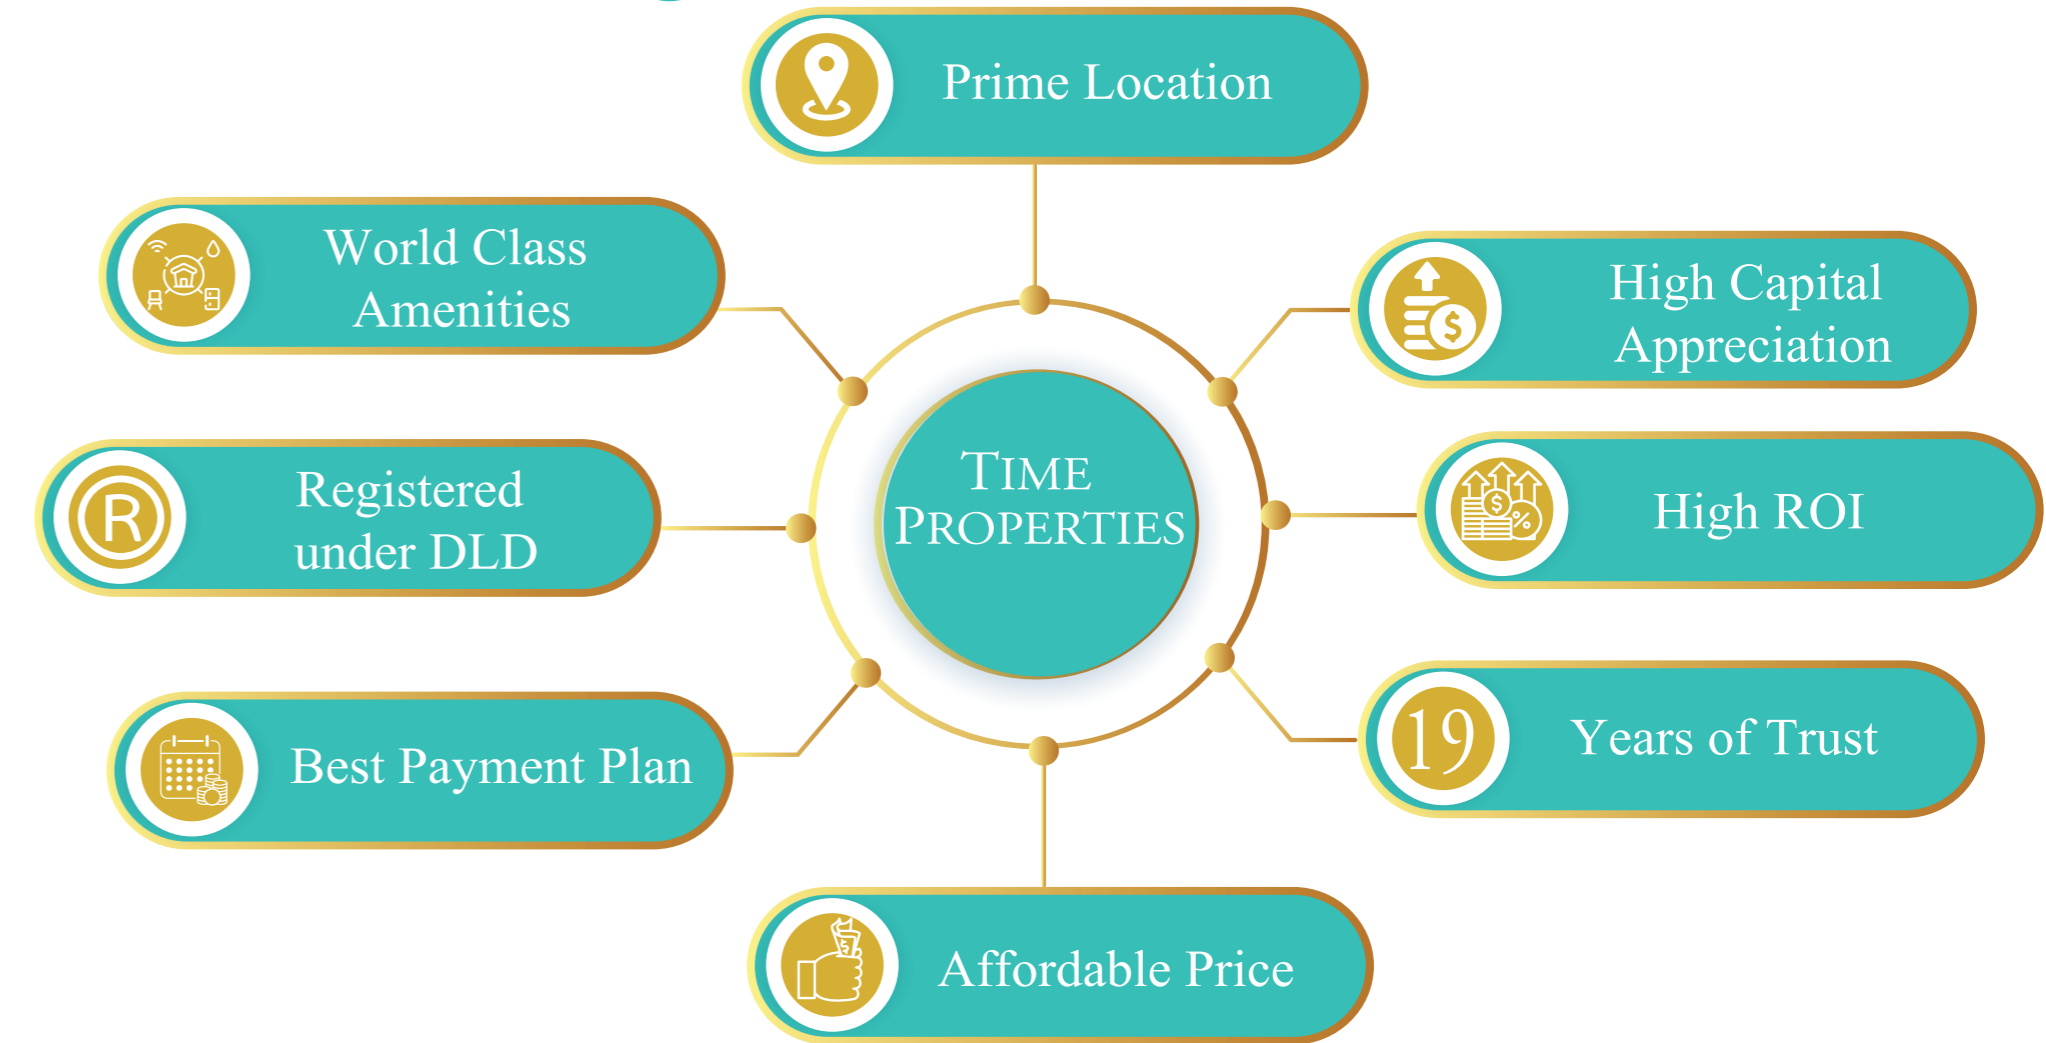 Prime Location
World Class
Amenities
High Capital
Appreciation
TIME
PROPERTIES
R
Registered
under DLD
High ROI
19
Years of Trust
Best Payment Plan
Affordable Price